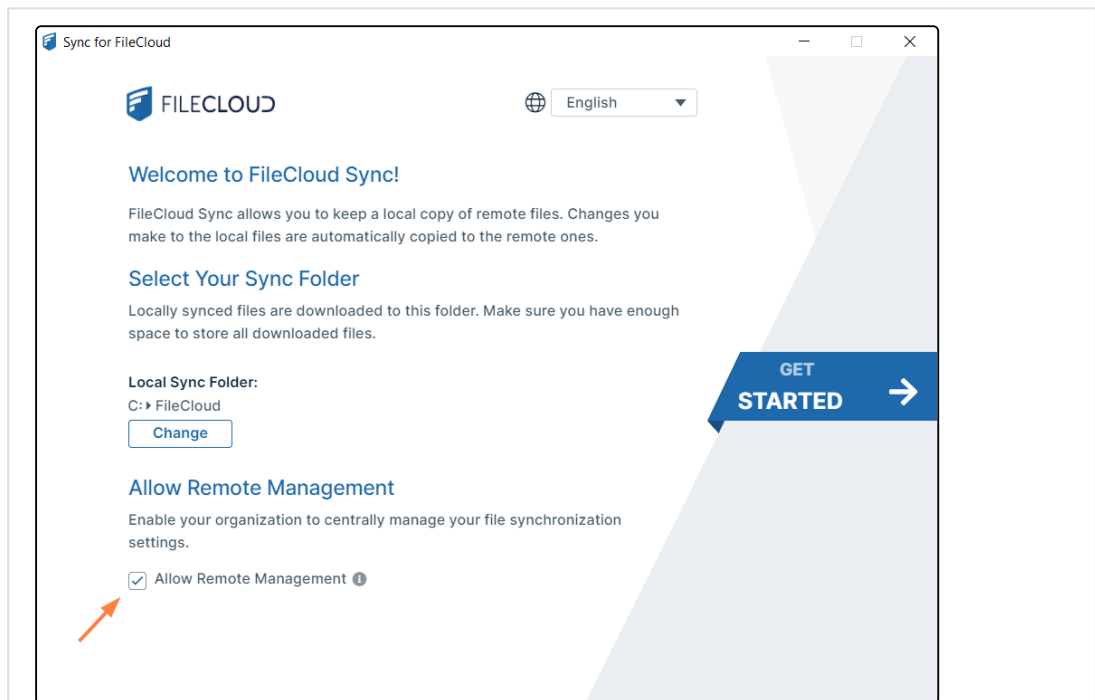 Sync for FileCloud
FILECLOUD
English
Welcome to FileCloud Sync!
FileCloud Sync allows you to keep a local copy of remote files. Changes you
make to the local files are automatically copied to the remote ones.
Select Your Sync Folder
Locally synced files are downloaded to this folder. Make sure you have enough
space to store all downloaded files.
Local Sync Folder:
C: FileCloud
Change
GET
STARTED
Allow Remote Management
Enable your organization to centrally manage your file synchronization
settings.
Allow Remote Management